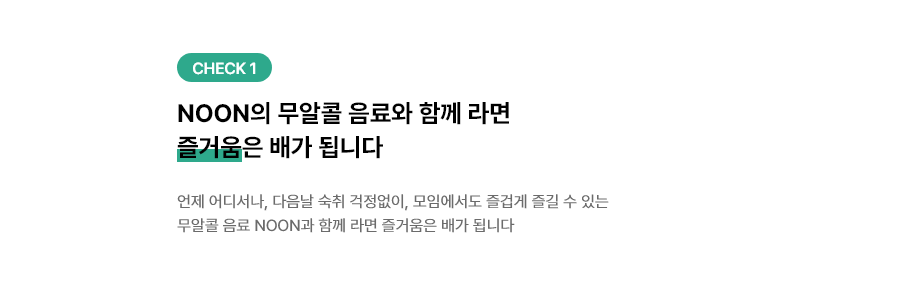 CHECK 1
NOON의 무알콜 음료와 함께 라면
즐거움은 배가 됩니다
언제 어디서나, 다음날 숙취 걱정없이, 모임에서도 즐겁게 즐길 수 있는
무알콜 음료 NOON과 함께 라면 즐거움은 배가 됩니다